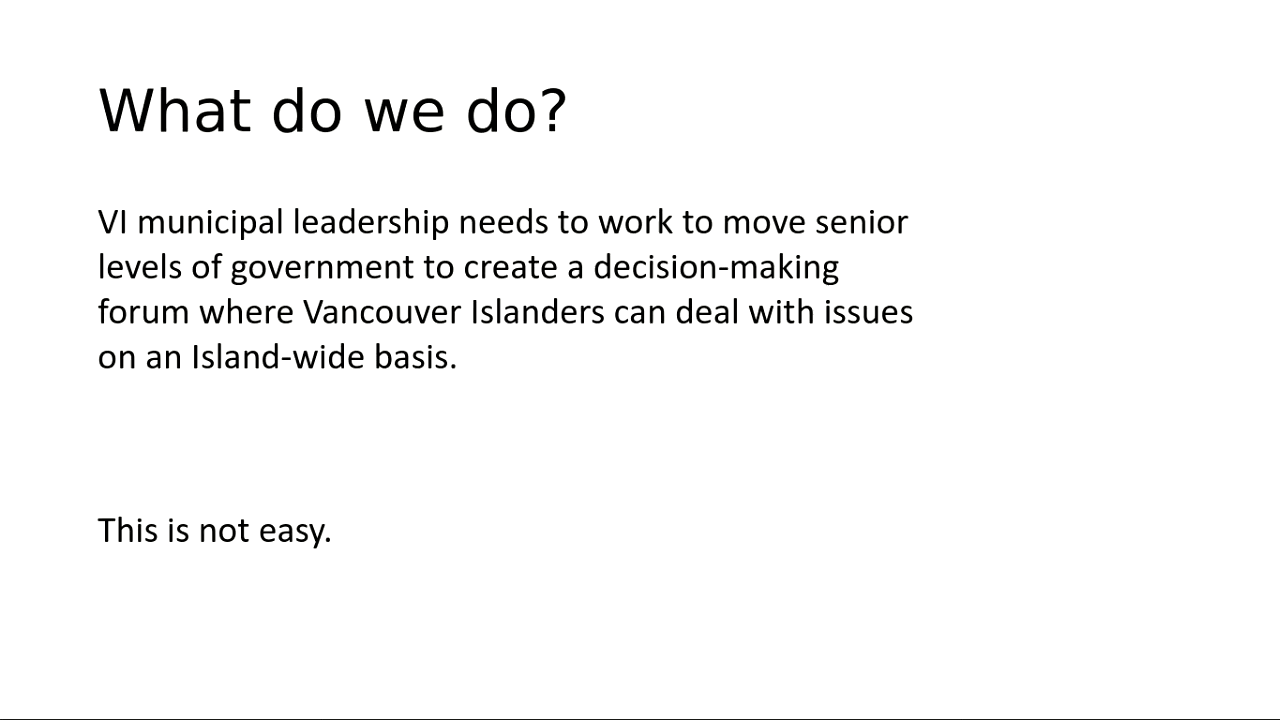 What do we do?
VI municipal leadership needs to work to move senior
levels of government to create a decision-making
forum where Vancouver Islanders can deal with issues
on an Island-wide basis.
This is not easy.